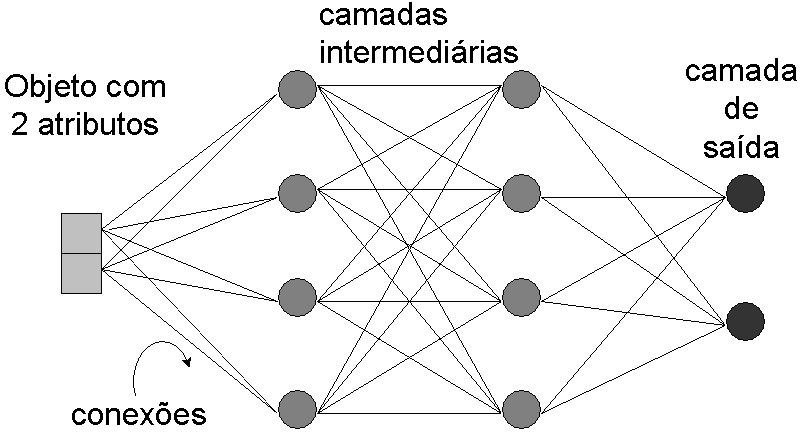 camadas
intermediárias
Objeto com
2 atributos
camada
de
saída
conexões